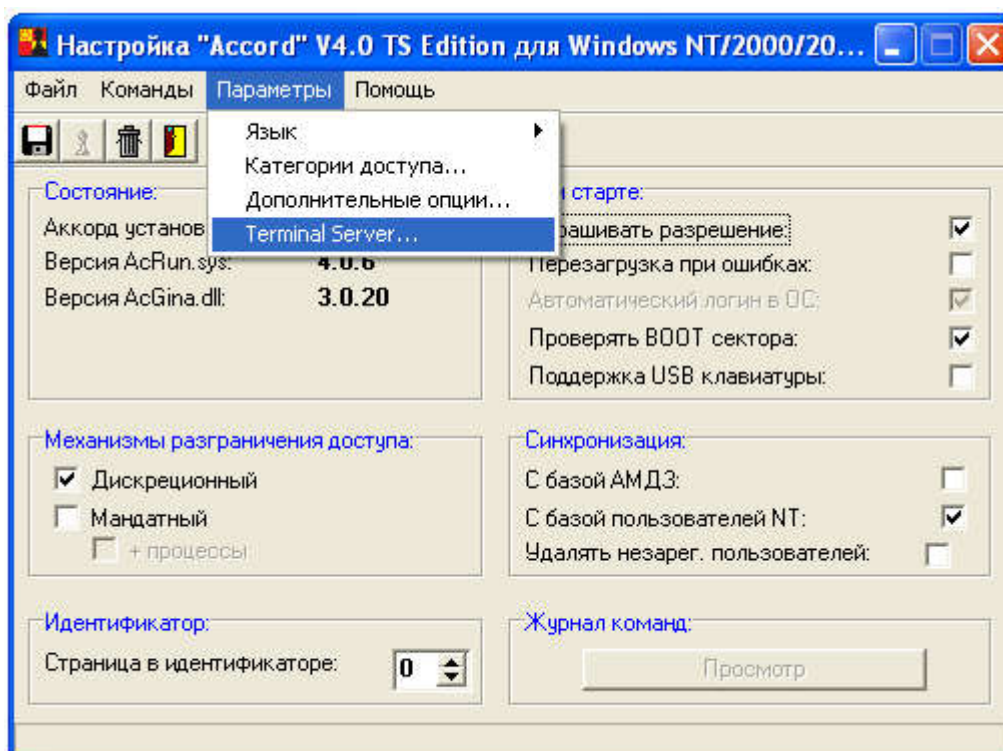 Настройка "Accord" V4.0 TS Edition для Windows NT/2000/20...
Файл Команды Параметры Помощь
Язык
Категории доступа...
Дополнительные опции...
Terminal Server...
Состояние:
Аккорд установ
Версия AcRun.sys: 4.0.6
Версия AcGina.dll: 3.0.20
старте:
рашивать разрешение:
Перезагрузка при ошибках:
Автоматический логин в ОС:
Проверять BOOT сектора:
Поддержка USB клавиатуры:
Механизмы разграничения доступа:
Дискреционный
Мандатный
+ процессы
Синхронизация:
С базой АМДЗ:
С базой пользователей NT:
Удалять незарег. пользователей:
Идентификатор:
Страница в идентификаторе: 0
Журнал команд:
Просмотр